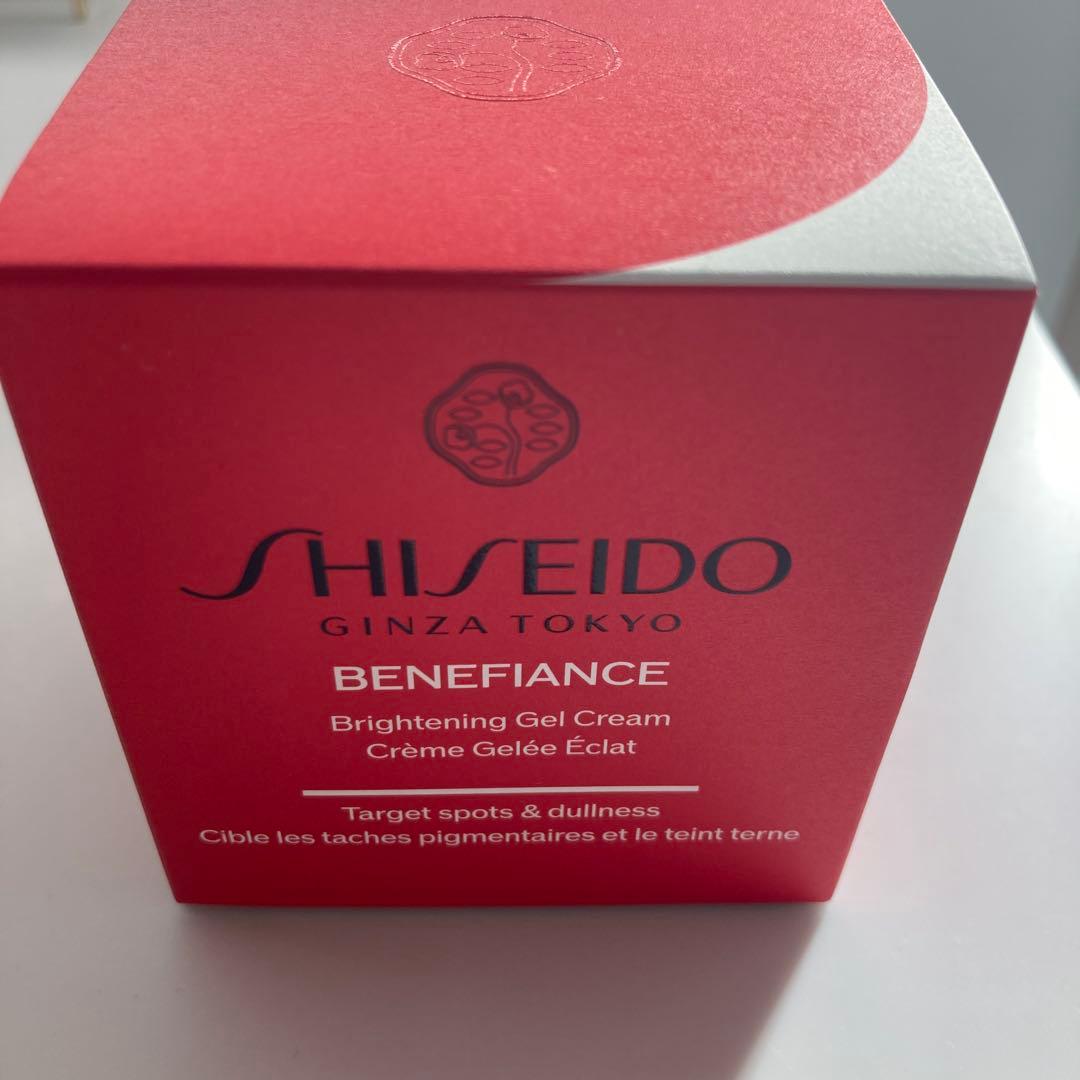 SHISEIDO
GINZA TOKYO
BENEFIANCE
Brightening Gel Cream
Crème Gelée Éclat
Target spots & dullness
Cible les taches pigmentaires et le teint terne